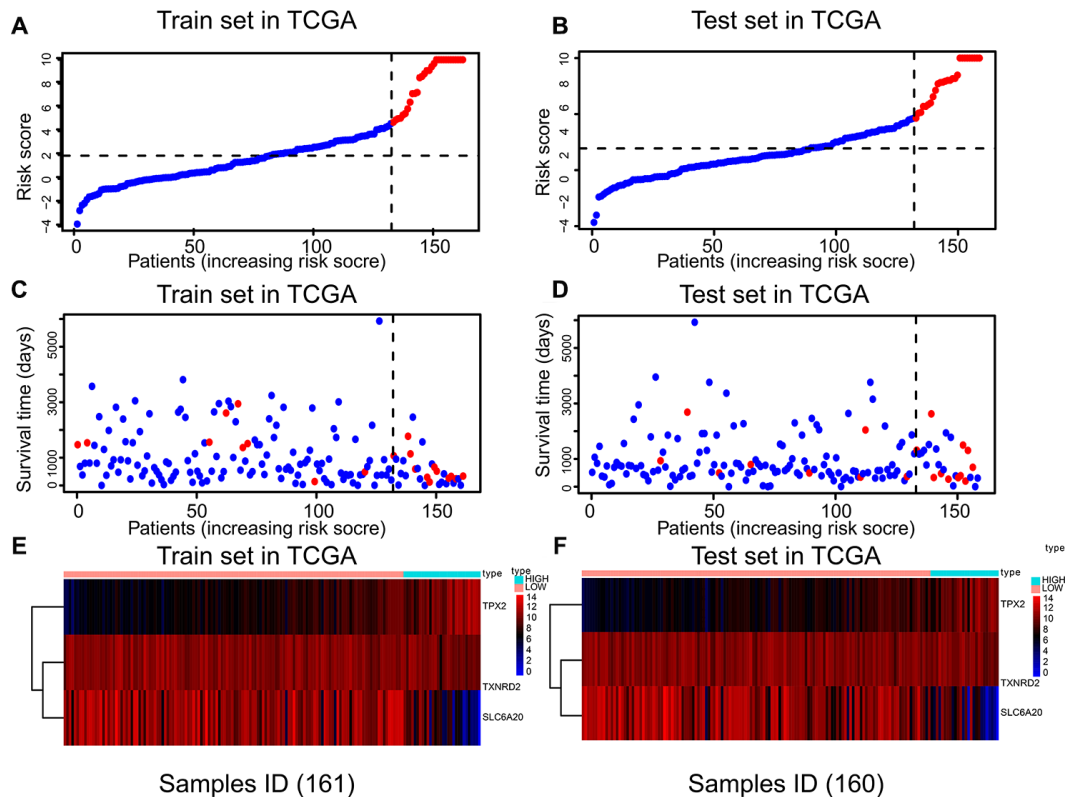 A
Train set in TCGA
Risk score
10
8
6
4
2
0
−2
−4
0
50
100
150
Patients (increasing risk socre)
B
Test set in TCGA
Risk score
10
8
6
4
2
0
−2
−4
0
50
100
150
Patients (increasing risk socre)
C
Train set in TCGA
Survival time (days)
5000
3000
1000
0
0
50
100
150
Patients (increasing risk socre)
D
Test set in TCGA
Survival time (days)
5000
3000
1000
0
0
50
100
150
Patients (increasing risk socre)
E
Train set in TCGA
type
type
HIGH
LOW
14
12
10
8
6
4
2
0
TPX2
TXNRD2
SLC6A20
Samples ID (161)
F
Test set in TCGA
type
type
HIGH
LOW
14
12
10
8
6
4
2
0
TPX2
TXNRD2
SLC6A20
Samples ID (160)